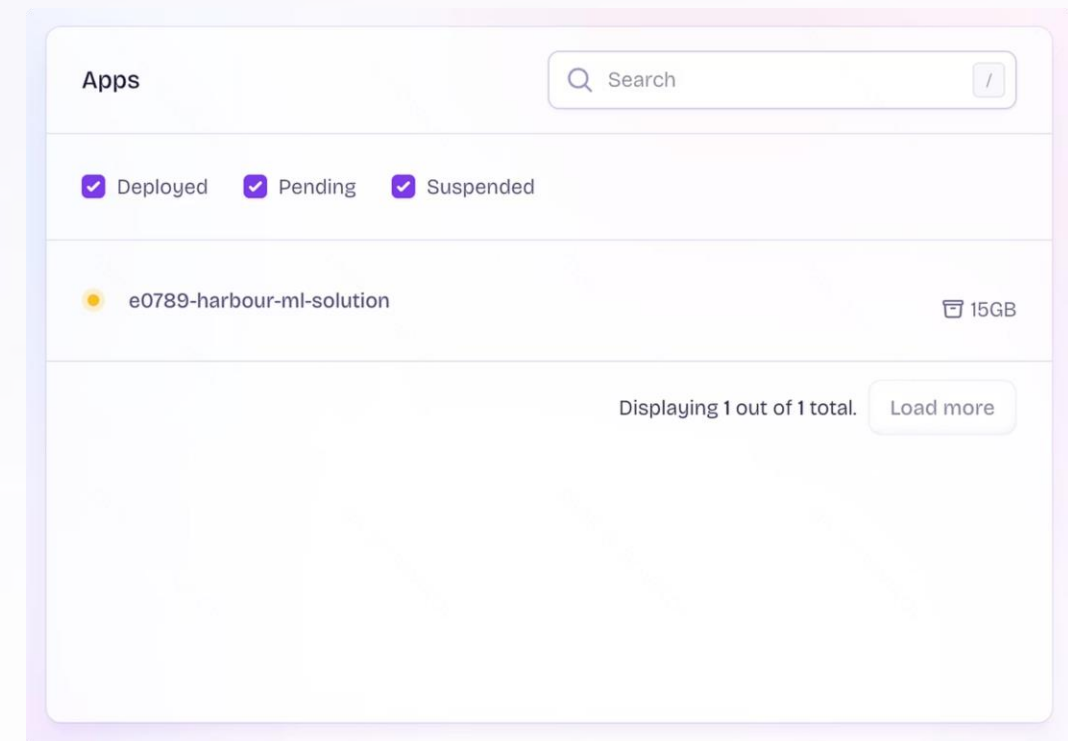 Apps
Search /
Deployed Pending Suspended
e0789-harbour-ml-solution
15GB
Displaying 1 out of 1 total. Load more